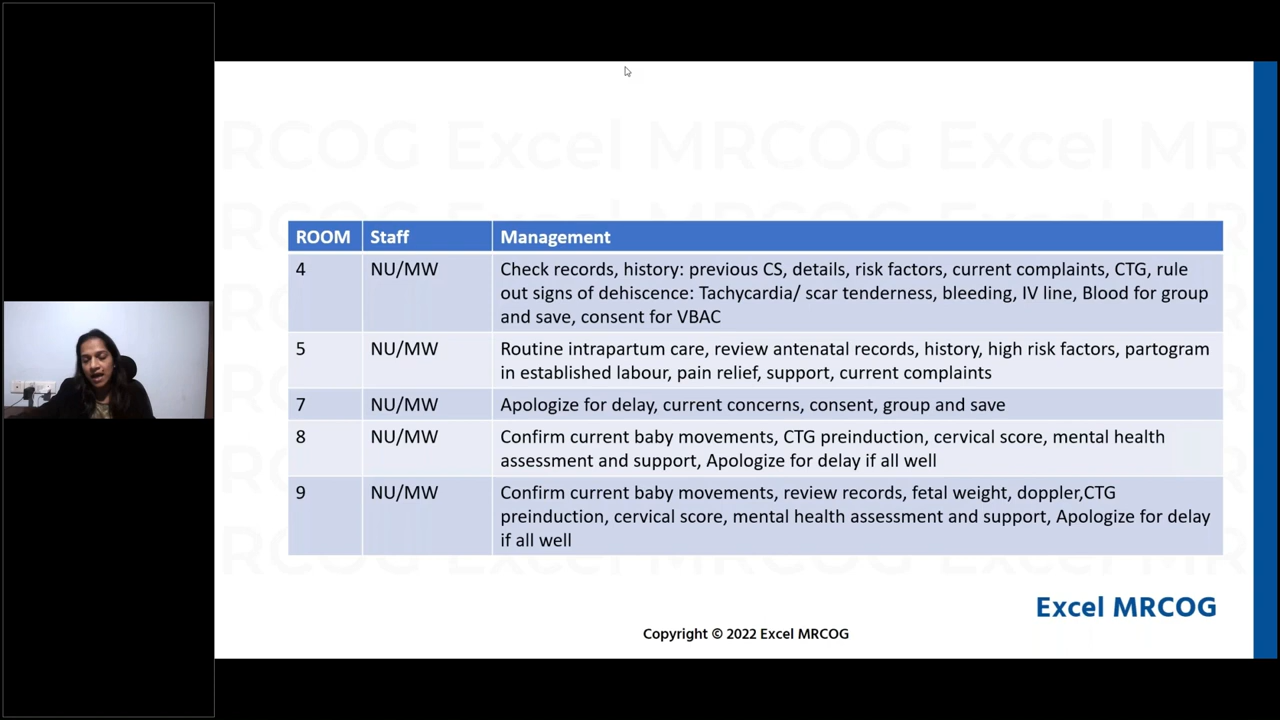 RCOG Excel MRCOG Excel MR
ROOM Staff Management
4 NU/MW Check records, history: previous CS, details, risk factors, current complaints, CTG, rule
out signs of dehiscence: Tachycardia/ scar tenderness, bleeding, IV line, Blood for group
and save, consent for VBAC
5 NU/MW Routine intrapartum care, review antenatal records, history, high risk factors, partogram
in established labour, pain relief, support, current complaints
7 NU/MW Apologize for delay, current concerns, consent, group and save
8 NU/MW Confirm current baby movements, CTG preinduction, cervical score, mental health
assessment and support, Apologize for delay if all well
9 NU/MW Confirm current baby movements, review records, fetal weight, doppler,CTG
preinduction, cervical score, mental health assessment and support, Apologize for delay
if all well
Excel MRCOG
Copyright © 2022 Excel MRCOG